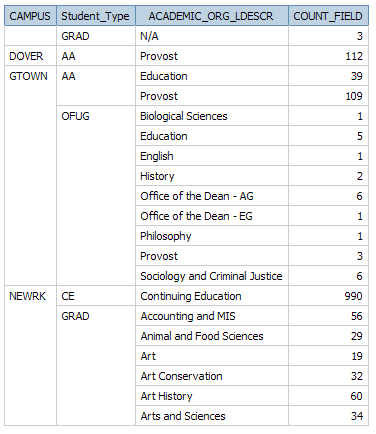 CAMPUS Student_Type ACADEMIC_ORG_LDESCR COUNT_FIELD
GRAD N/A 3
DOVER AA Provost 112
GTOWN AA Education 39
Provost 109
OFUG Biological Sciences 1
Education 5
English 1
History 2
Office of the Dean - AG 6
Office of the Dean - EG 1
Philosophy 1
Provost 3
Sociology and Criminal Justice 6
NEWRK CE Continuing Education 990
GRAD Accounting and MIS 56
Animal and Food Sciences 29
Art 19
Art Conservation 32
Art History 60
Arts and Sciences 34